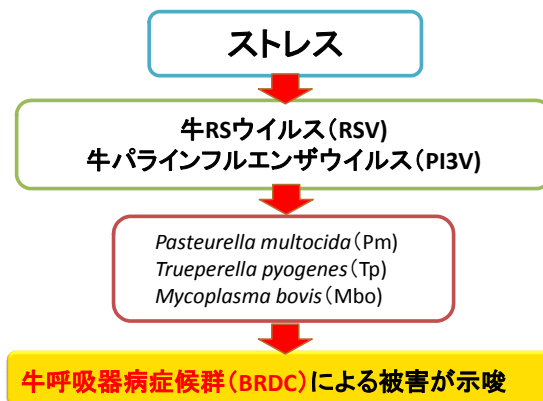 ストレス
牛RSウイルス（RSV）
牛パラインフルエンザウイルス（PI3V）
Pasteurella multocida（Pm）
Trueperella pyogenes（Tp）
Mycoplasma bovis（Mbo）
牛呼吸器病症候群（BRDC）による被害が示唆